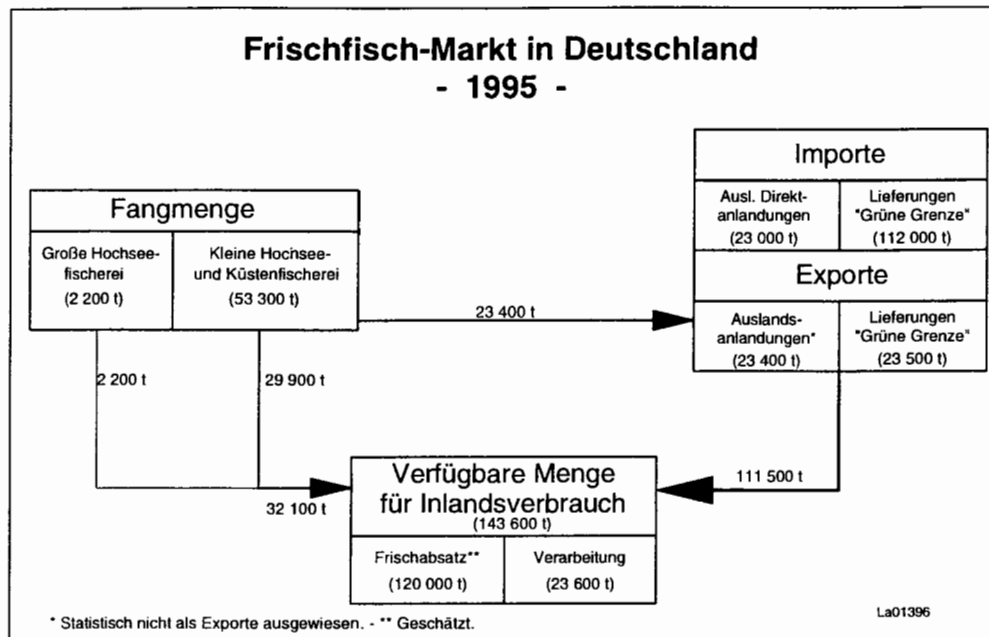 Frischfisch-Markt in Deutschland
- 1995 -
Importe
Ausl. Direkt-
anlandungen
(23 000 t)
Lieferungen
"Grüne Grenze"
(112 000 t)
Fangmenge
Große Hochsee-
fischerei
(2 200 t)
Kleine Hochsee-
und Küstenfischerei
(53 300 t)
Exporte
23 400 t
Auslands-
anlandungen*
(23 400 t)
Lieferungen
"Grüne Grenze"
(23 500 t)
2 200 t
29 900 t
32 100 t
111 500 t
Verfügbare Menge
für Inlandsverbrauch
(143 600 t)
Frischabsatz**
(120 000 t)
Verarbeitung
(23 600 t)
* Statistisch nicht als Exporte ausgewiesen. - ** Geschätzt.
La01396